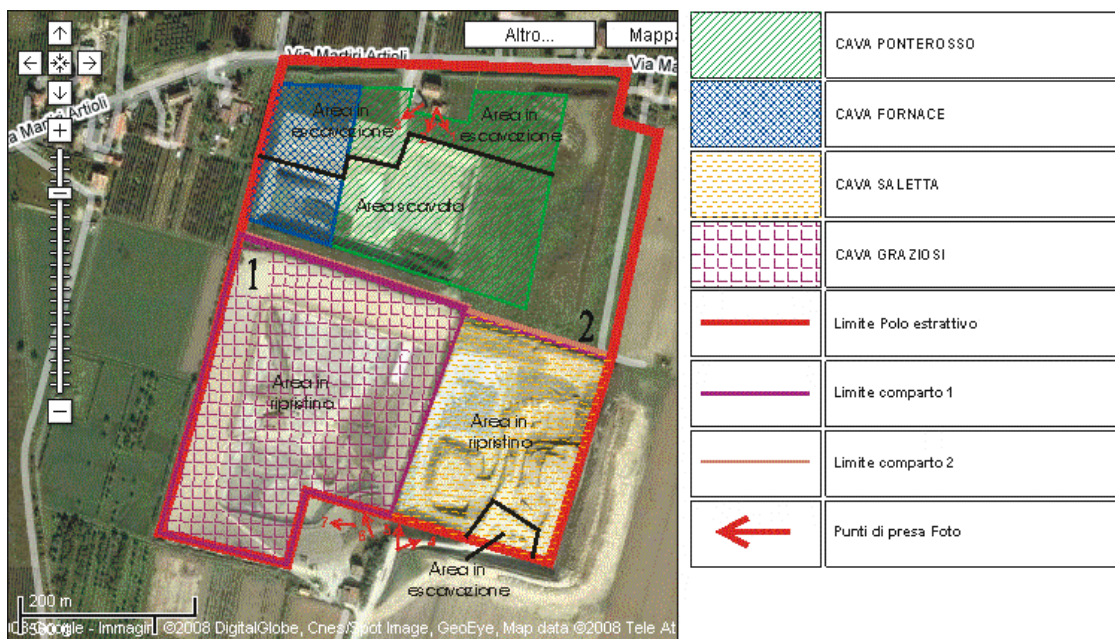 Altro...
Mappa
Via Martiri Artioli
Via Ma
Via Martiri Artioli
Area in
escavazione
Area in
escavazione
Area scavata
1
2
Area in
ripristino
Area in
ripristino
7
6
Area in
escavazione
200 m
Google - Immagini ©2008 DigitalGlobe, Cnes/Spot Image, GeoEye, Map data ©2008 Tele At
CAVA PONTEROSSO
CAVA FORNACE
CAVA SALETTA
CAVA GRAZIOSI
Limite Polo estrattivo
Limite comparto 1
Limite comparto 2
Punti di presa Foto